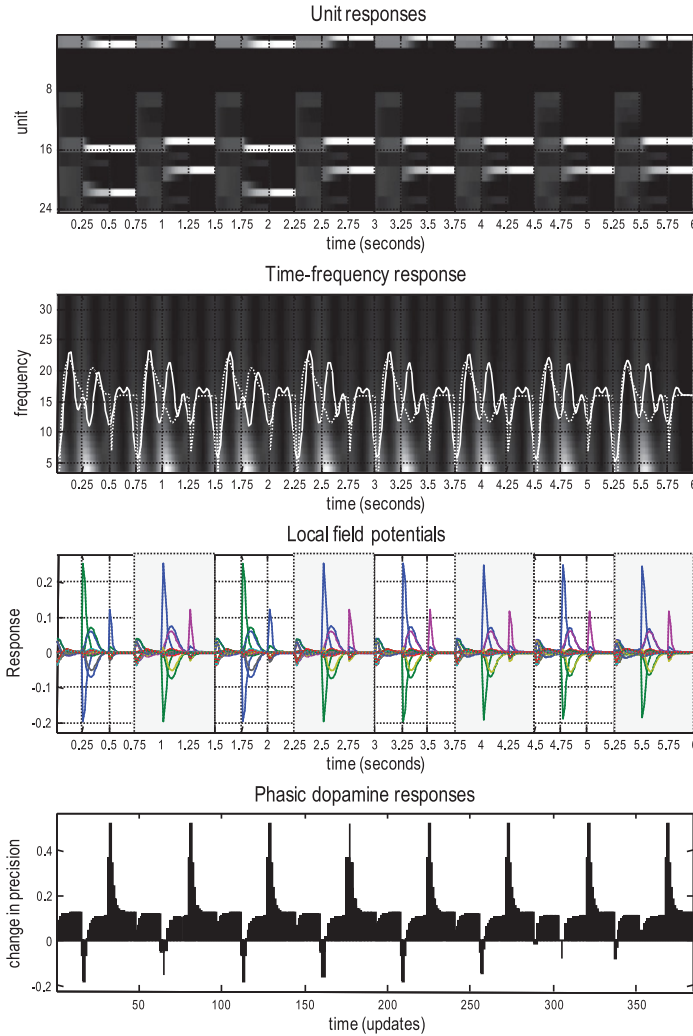 Unit responses
8
unit
16
24
0.25 0.5 0.75 1 1.25 1.5 1.75 2 2.25 2.5 2.75 3 3.25 3.5 3.75 4 4.25 4.5 4.75 5 5.25 5.5 5.75 6
time (seconds)
Time-frequency response
30
25
frequency
20
15
10
5
0.25 0.5 0.75 1 1.25 1.5 1.75 2 2.25 2.5 2.75 3 3.25 3.5 3.75 4 4.25 4.5 4.75 5 5.25 5.5 5.75 6
time (seconds)
Local field potentials
0.2
0.1
Response
0
-0.1
-0.2
0.25 0.5 0.75 1 1.25 1.5 1.75 2 2.25 2.5 2.75 3 3.25 3.5 3.75 4 4.25 4.5 4.75 5 5.25 5.5 5.75 6
time (seconds)
Phasic dopamine responses
0.4
change in precision
0.2
0
-0,2
50 100 150 200 250 300 350
time (updates)